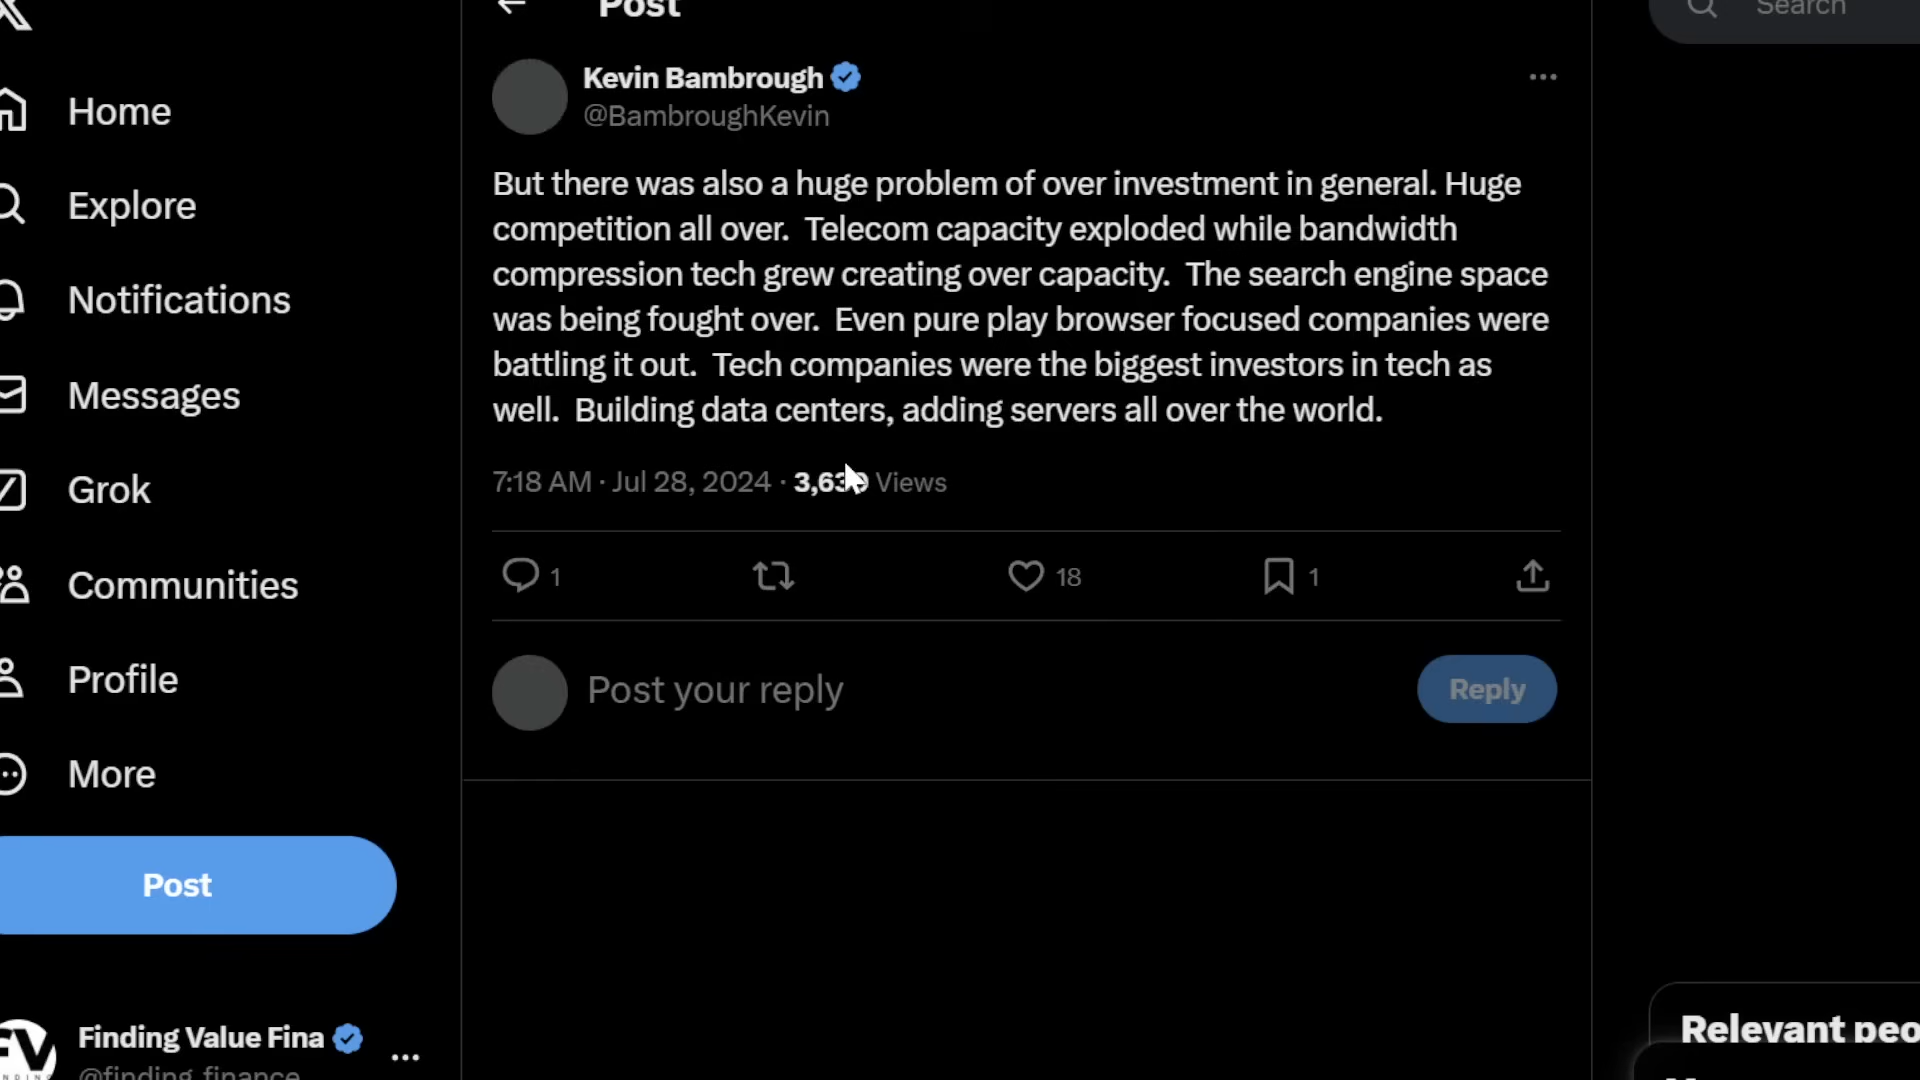 Post
Search
Home
Explore
Notifications
Messages
Grok
Communities
Profile
More
Post
Finding Value Fina
@finding_finance
Kevin Bambrough
@BambroughKevin
But there was also a huge problem of over investment in general. Huge
competition all over.  Telecom capacity exploded while bandwidth
compression tech grew creating over capacity.  The search engine space
was being fought over.  Even pure play browser focused companies were
battling it out.  Tech companies were the biggest investors in tech as
well.  Building data centers, adding servers all over the world.
7:18 AM · Jul 28, 2024 · Views
1
18
1
Post your reply
Reply
Relevant peo